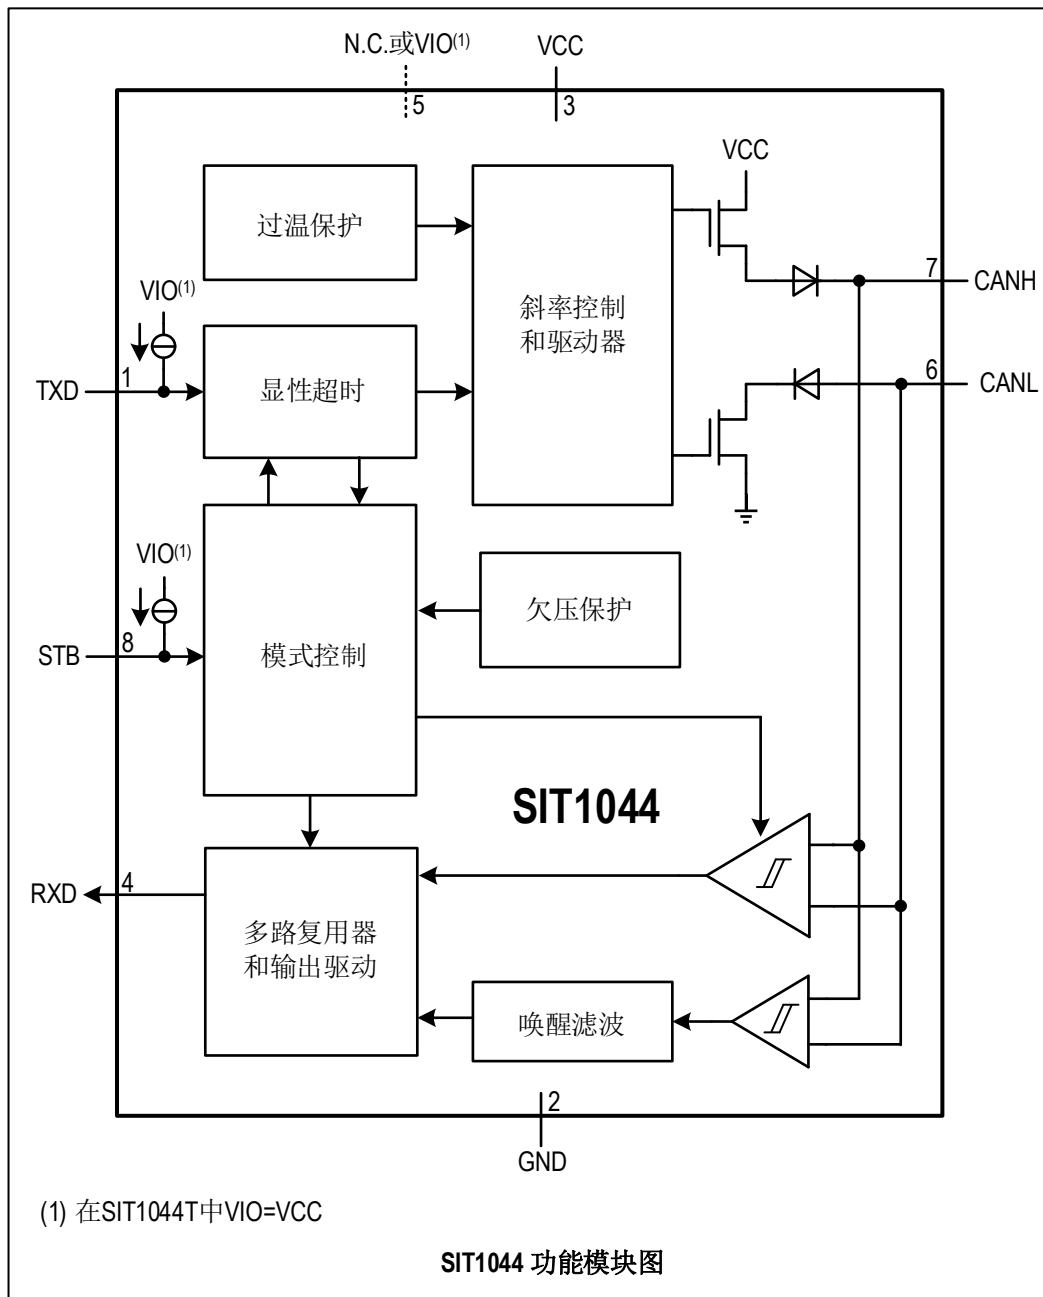 N.C.或VIO(1)
VCC
5
3
VCC
过温保护
7
CANH
VIO(1)
斜率控制
和驱动器
TXD
1
显性超时
6
CANL
VIO(1)
欠压保护
STB
8
模式控制
SIT1044
RXD
4
多路复用器
和输出驱动
唤醒滤波
2
GND
(1) 在SIT1044T中VIO=VCC
SIT1044 功能模块图